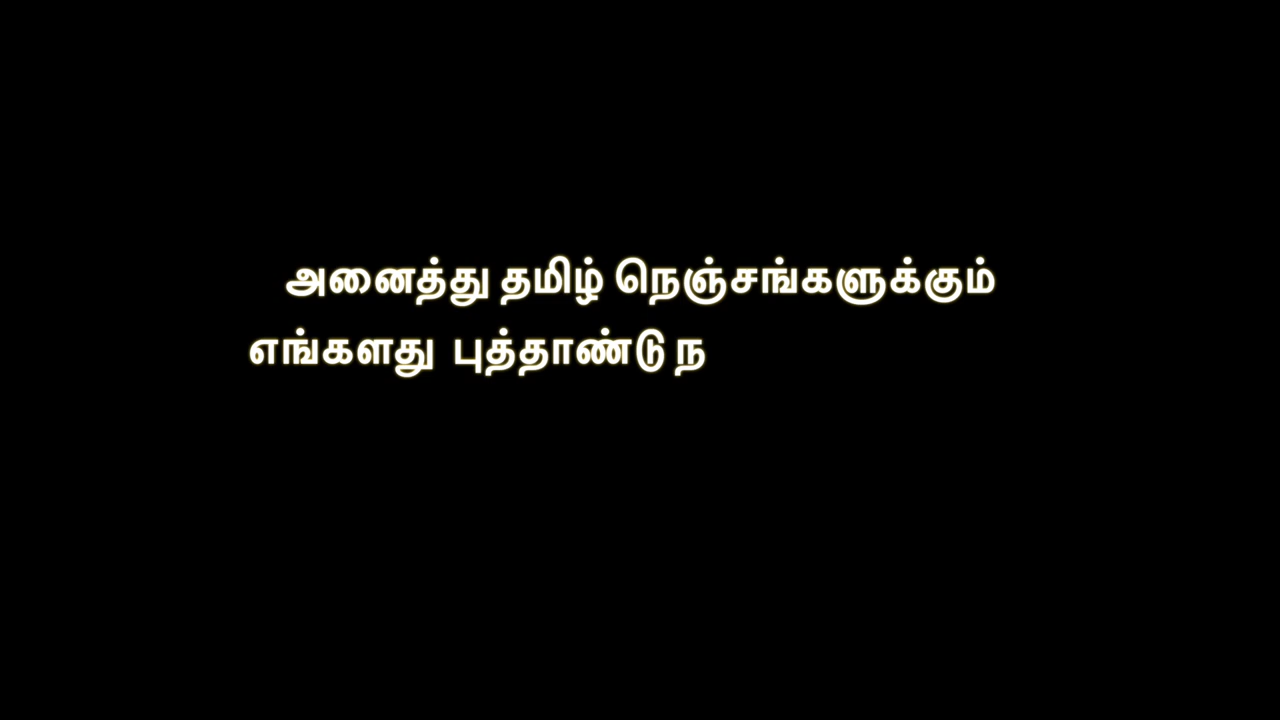 அனைத்து தமிழ் நெஞ்சங்களுக்கும்
எங்களது புத்தாண்டு ந